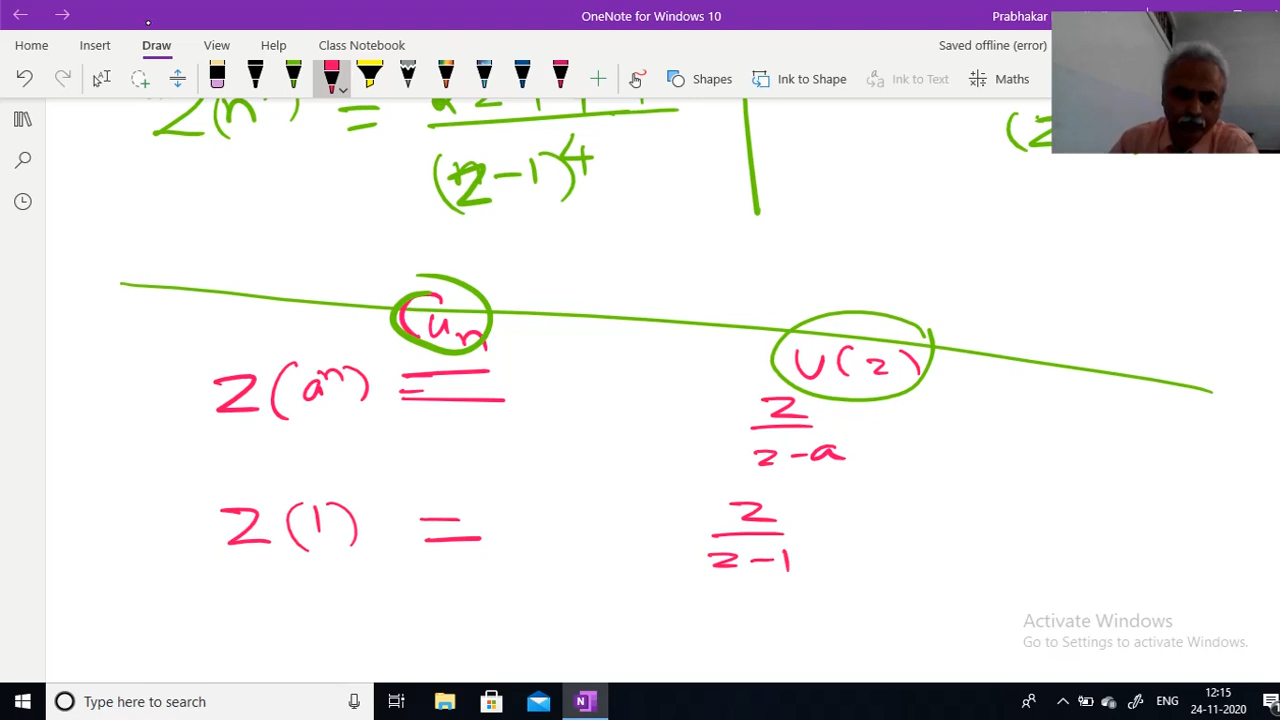 OneNote for Windows 10
Prabhakar
Home Insert Draw View Help Class Notebook
Saved offline (error)
Shapes Ink to Shape Ink to Text Maths
Z(n
=
(z-1)^4
(z
u_n
U(z)
Z(a^n) =
z
z-a
Z(1) =
z
z-1
Activate Windows
Go to Settings to activate Windows.
Type here to search
ENG
12:15
24-11-2020